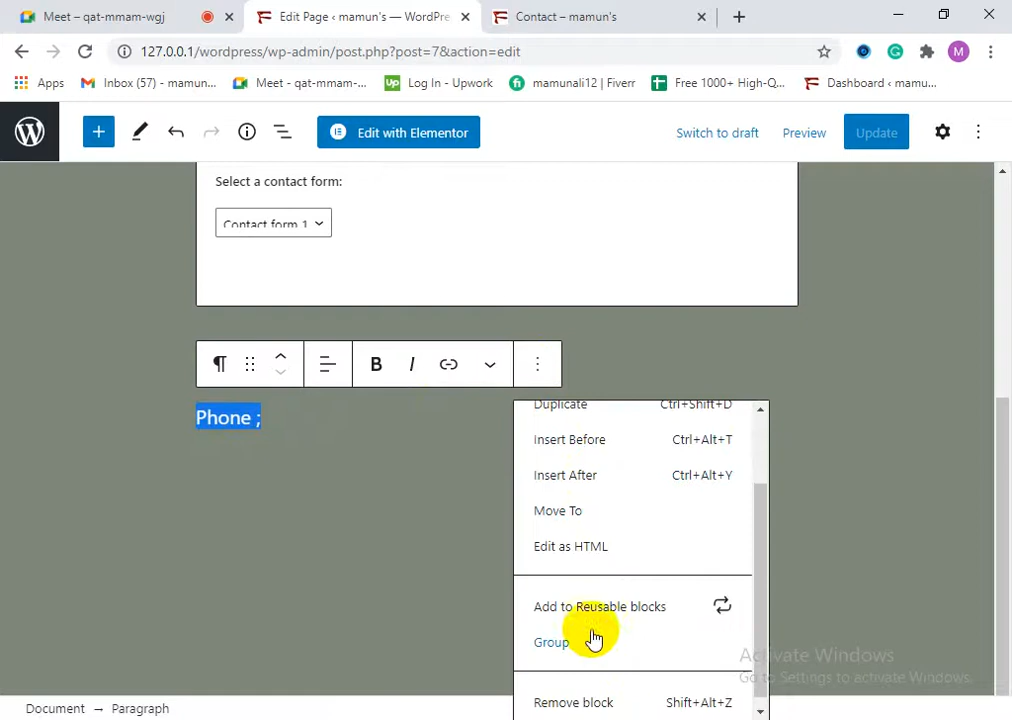 Meet – qat-mmam-wgj
Edit Page ‹ mamun's — WordPre
Contact – mamun's
127.0.0.1/wordpress/wp-admin/post.php?post=7&action=edit
M
Apps
Inbox (57) – mamun...
Meet - qat-mmam-...
Up
Log In - Upwork
fi
mamunali12 | Fiverr
Free 1000+ High-Q...
Dashboard ‹ mamu...
Edit with Elementor
Switch to draft
Preview
Update
Select a contact form:
Contact form 1
B I
Phone ;
Duplicate Ctrl+Shift+D
Insert Before Ctrl+Alt+T
Insert After Ctrl+Alt+Y
Move To
Edit as HTML
Add to Reusable blocks
Group
Remove block Shift+Alt+Z
Activate Windows
Go to Settings to activate Windows.
Document → Paragraph